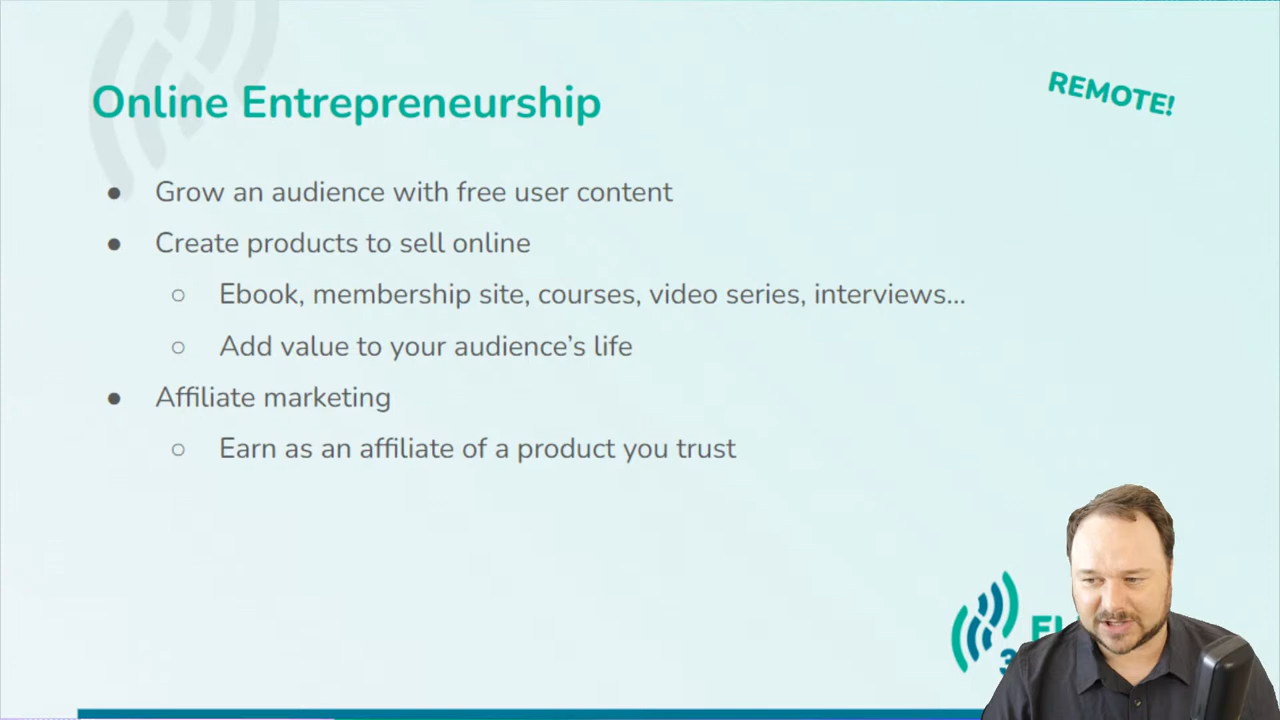 Online Entrepreneurship
REMOTE!
● Grow an audience with free user content
● Create products to sell online
○ Ebook, membership site, courses, video series, interviews...
○ Add value to your audience’s life
● Affiliate marketing
○ Earn as an affiliate of a product you trust